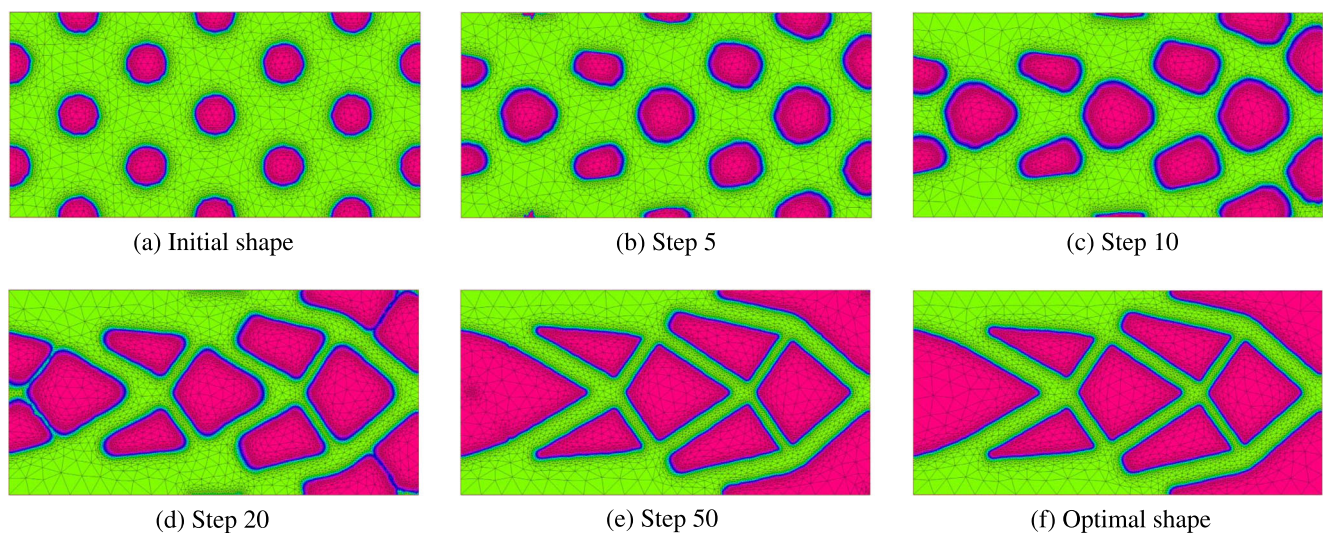 (a) Initial shape
(b) Step 5
(c) Step 10
(d) Step 20
(e) Step 50
(f) Optimal shape